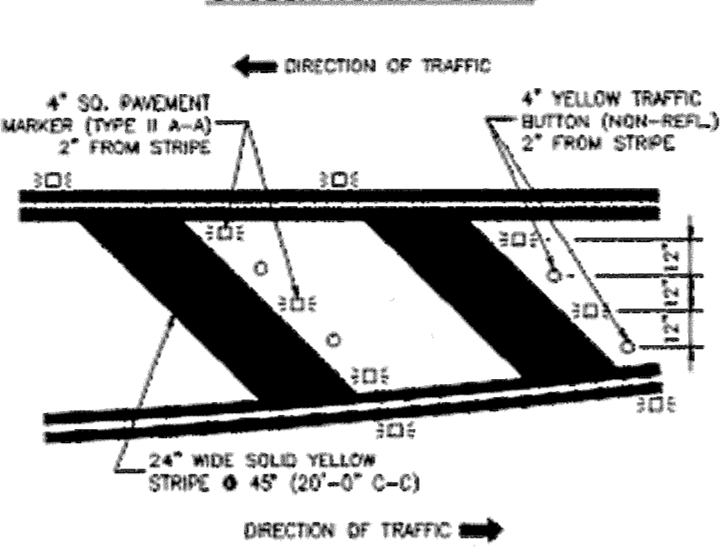 DIRECTION OF TRAFFIC
4" SQ. PAVEMENT
MARKER (TYPE II A-A)
2" FROM STRIPE
4" YELLOW TRAFFIC
BUTTON (NON-REFL.)
2" FROM STRIPE
12"
12"
12"
24" WIDE SOLID YELLOW
STRIPE @ 45° (20'-0" C-C)
DIRECTION OF TRAFFIC